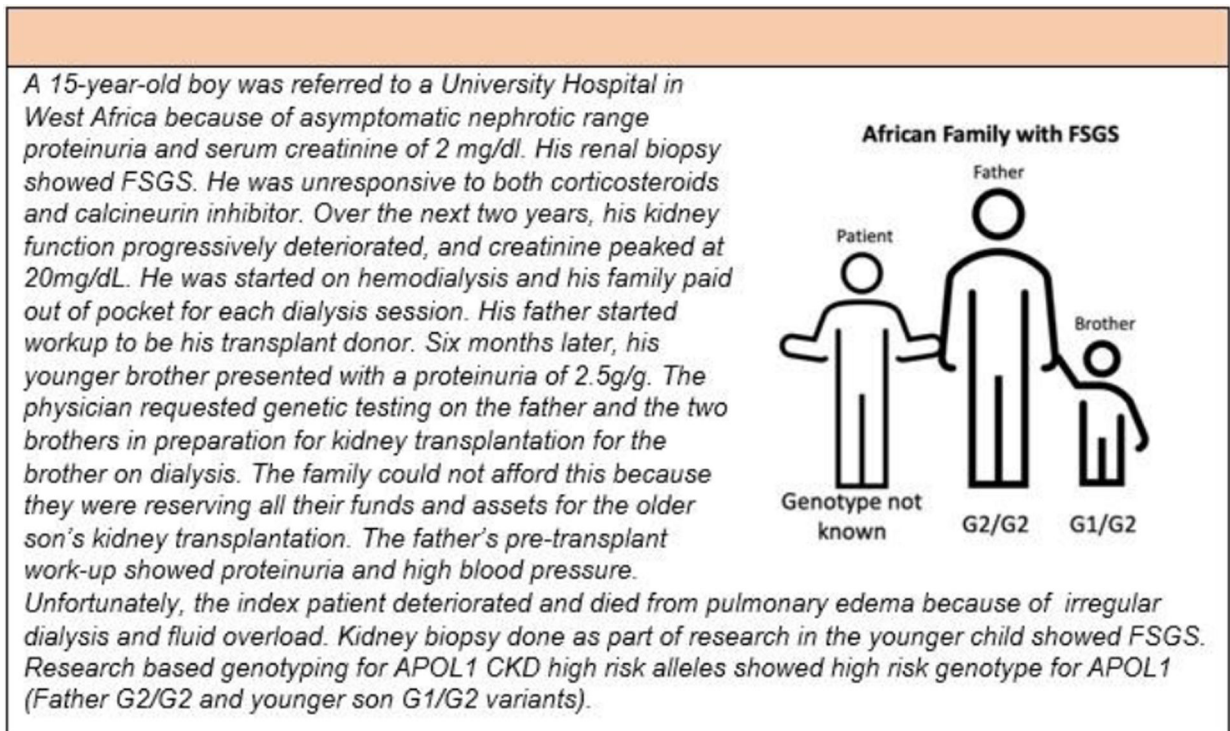 A 15-year-old boy was referred to a University Hospital in
West Africa because of asymptomatic nephrotic range
proteinuria and serum creatinine of 2 mg/dl. His renal biopsy
showed FSGS. He was unresponsive to both corticosteroids
and calcineurin inhibitor. Over the next two years, his kidney
function progressively deteriorated, and creatinine peaked at
20mg/dL. He was started on hemodialysis and his family paid
out of pocket for each dialysis session. His father started
workup to be his transplant donor. Six months later, his
younger brother presented with a proteinuria of 2.5g/g. The
physician requested genetic testing on the father and the two
brothers in preparation for kidney transplantation for the
brother on dialysis. The family could not afford this because
they were reserving all their funds and assets for the older
son's kidney transplantation. The father's pre-transplant
work-up showed proteinuria and high blood pressure.
Unfortunately, the index patient deteriorated and died from pulmonary edema because of irregular
dialysis and fluid overload. Kidney biopsy done as part of research in the younger child showed FSGS.
Research based genotyping for APOL1 CKD high risk alleles showed high risk genotype for APOL1
(Father G2/G2 and younger son G1/G2 variants).
African Family with FSGS
Father
Patient
Brother
Genotype not
known
G2/G2
G1/G2